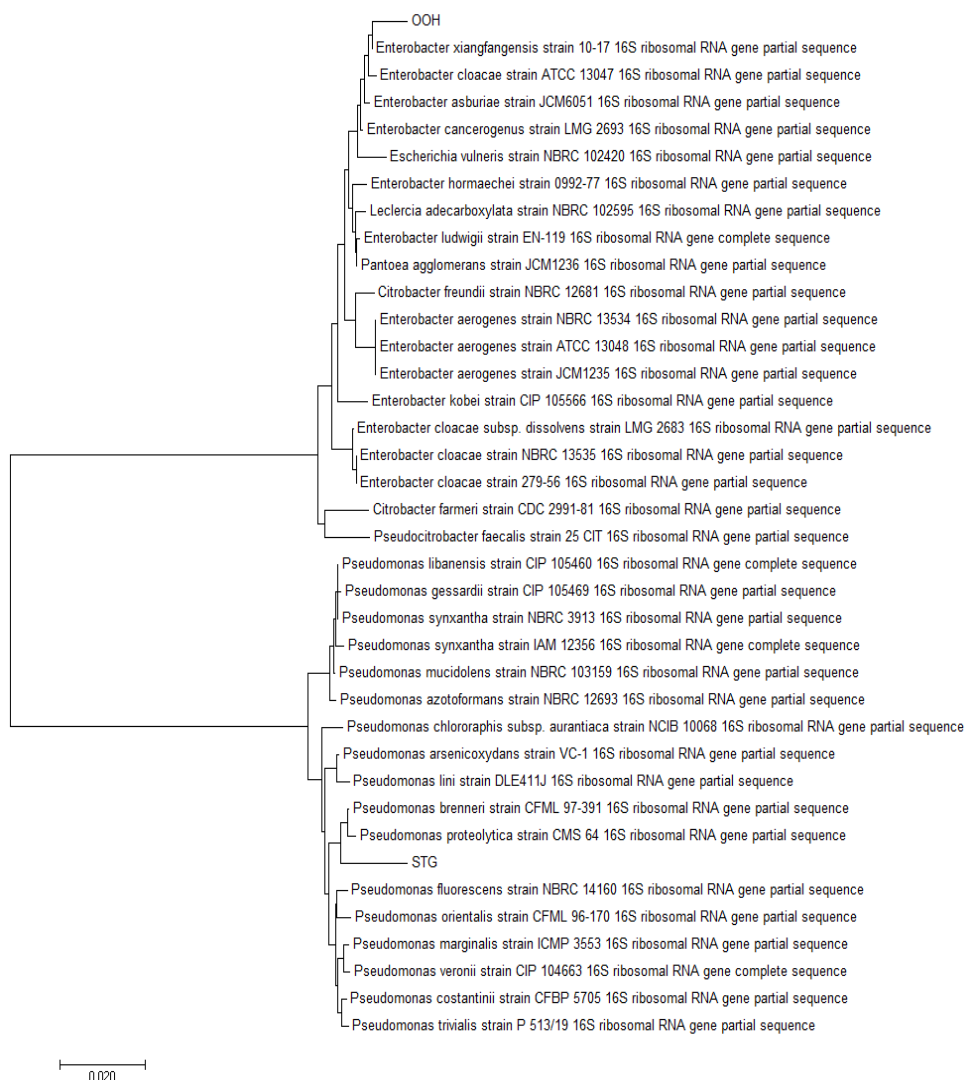 OOH
Enterobacter xiangfangensis strain 10-17 16S ribosomal RNA gene partial sequence
Enterobacter cloacae strain ATCC 13047 16S ribosomal RNA gene partial sequence
Enterobacter asburiae strain JCM6051 16S ribosomal RNA gene partial sequence
Enterobacter cancerogenus strain LMG 2693 16S ribosomal RNA gene partial sequence
Escherichia vulneris strain NBRC 102420 16S ribosomal RNA gene partial sequence
Enterobacter hormaechei strain 0992-77 16S ribosomal RNA gene partial sequence
Leclercia adecarboxylata strain NBRC 102595 16S ribosomal RNA gene partial sequence
Enterobacter ludwigii strain EN-119 16S ribosomal RNA gene complete sequence
Pantoea agglomerans strain JCM1236 16S ribosomal RNA gene partial sequence
Citrobacter freundii strain NBRC 12681 16S ribosomal RNA gene partial sequence
Enterobacter aerogenes strain NBRC 13534 16S ribosomal RNA gene partial sequence
Enterobacter aerogenes strain ATCC 13048 16S ribosomal RNA gene partial sequence
Enterobacter aerogenes strain JCM1235 16S ribosomal RNA gene partial sequence
Enterobacter kobei strain CIP 105566 16S ribosomal RNA gene partial sequence
Enterobacter cloacae subsp. dissolvens strain LMG 2683 16S ribosomal RNA gene partial sequence
Enterobacter cloacae strain NBRC 13535 16S ribosomal RNA gene partial sequence
Enterobacter cloacae strain 279-56 16S ribosomal RNA gene partial sequence
Citrobacter farmeri strain CDC 2991-81 16S ribosomal RNA gene partial sequence
Pseudocitrobacter faecalis strain 25 CIT 16S ribosomal RNA gene partial sequence
Pseudomonas libanensis strain CIP 105460 16S ribosomal RNA gene complete sequence
Pseudomonas gessardii strain CIP 105469 16S ribosomal RNA gene partial sequence
Pseudomonas synxantha strain NBRC 3913 16S ribosomal RNA gene partial sequence
Pseudomonas synxantha strain IAM 12356 16S ribosomal RNA gene complete sequence
Pseudomonas mucidolens strain NBRC 103159 16S ribosomal RNA gene partial sequence
Pseudomonas azotoformans strain NBRC 12693 16S ribosomal RNA gene partial sequence
Pseudomonas chlororaphis subsp. aurantiaca strain NCIB 10068 16S ribosomal RNA gene partial sequence
Pseudomonas arsenicoxydans strain VC-1 16S ribosomal RNA gene partial sequence
Pseudomonas lini strain DLE411J 16S ribosomal RNA gene partial sequence
Pseudomonas brenneri strain CFML 97-391 16S ribosomal RNA gene partial sequence
Pseudomonas proteolytica strain CMS 64 16S ribosomal RNA gene partial sequence
STG
Pseudomonas fluorescens strain NBRC 14160 16S ribosomal RNA gene partial sequence
Pseudomonas orientalis strain CFML 96-170 16S ribosomal RNA gene partial sequence
Pseudomonas marginalis strain ICMP 3553 16S ribosomal RNA gene partial sequence
Pseudomonas veronii strain CIP 104663 16S ribosomal RNA gene complete sequence
Pseudomonas costantinii strain CFBP 5705 16S ribosomal RNA gene partial sequence
Pseudomonas trivialis strain P 513/19 16S ribosomal RNA gene partial sequence
0.020